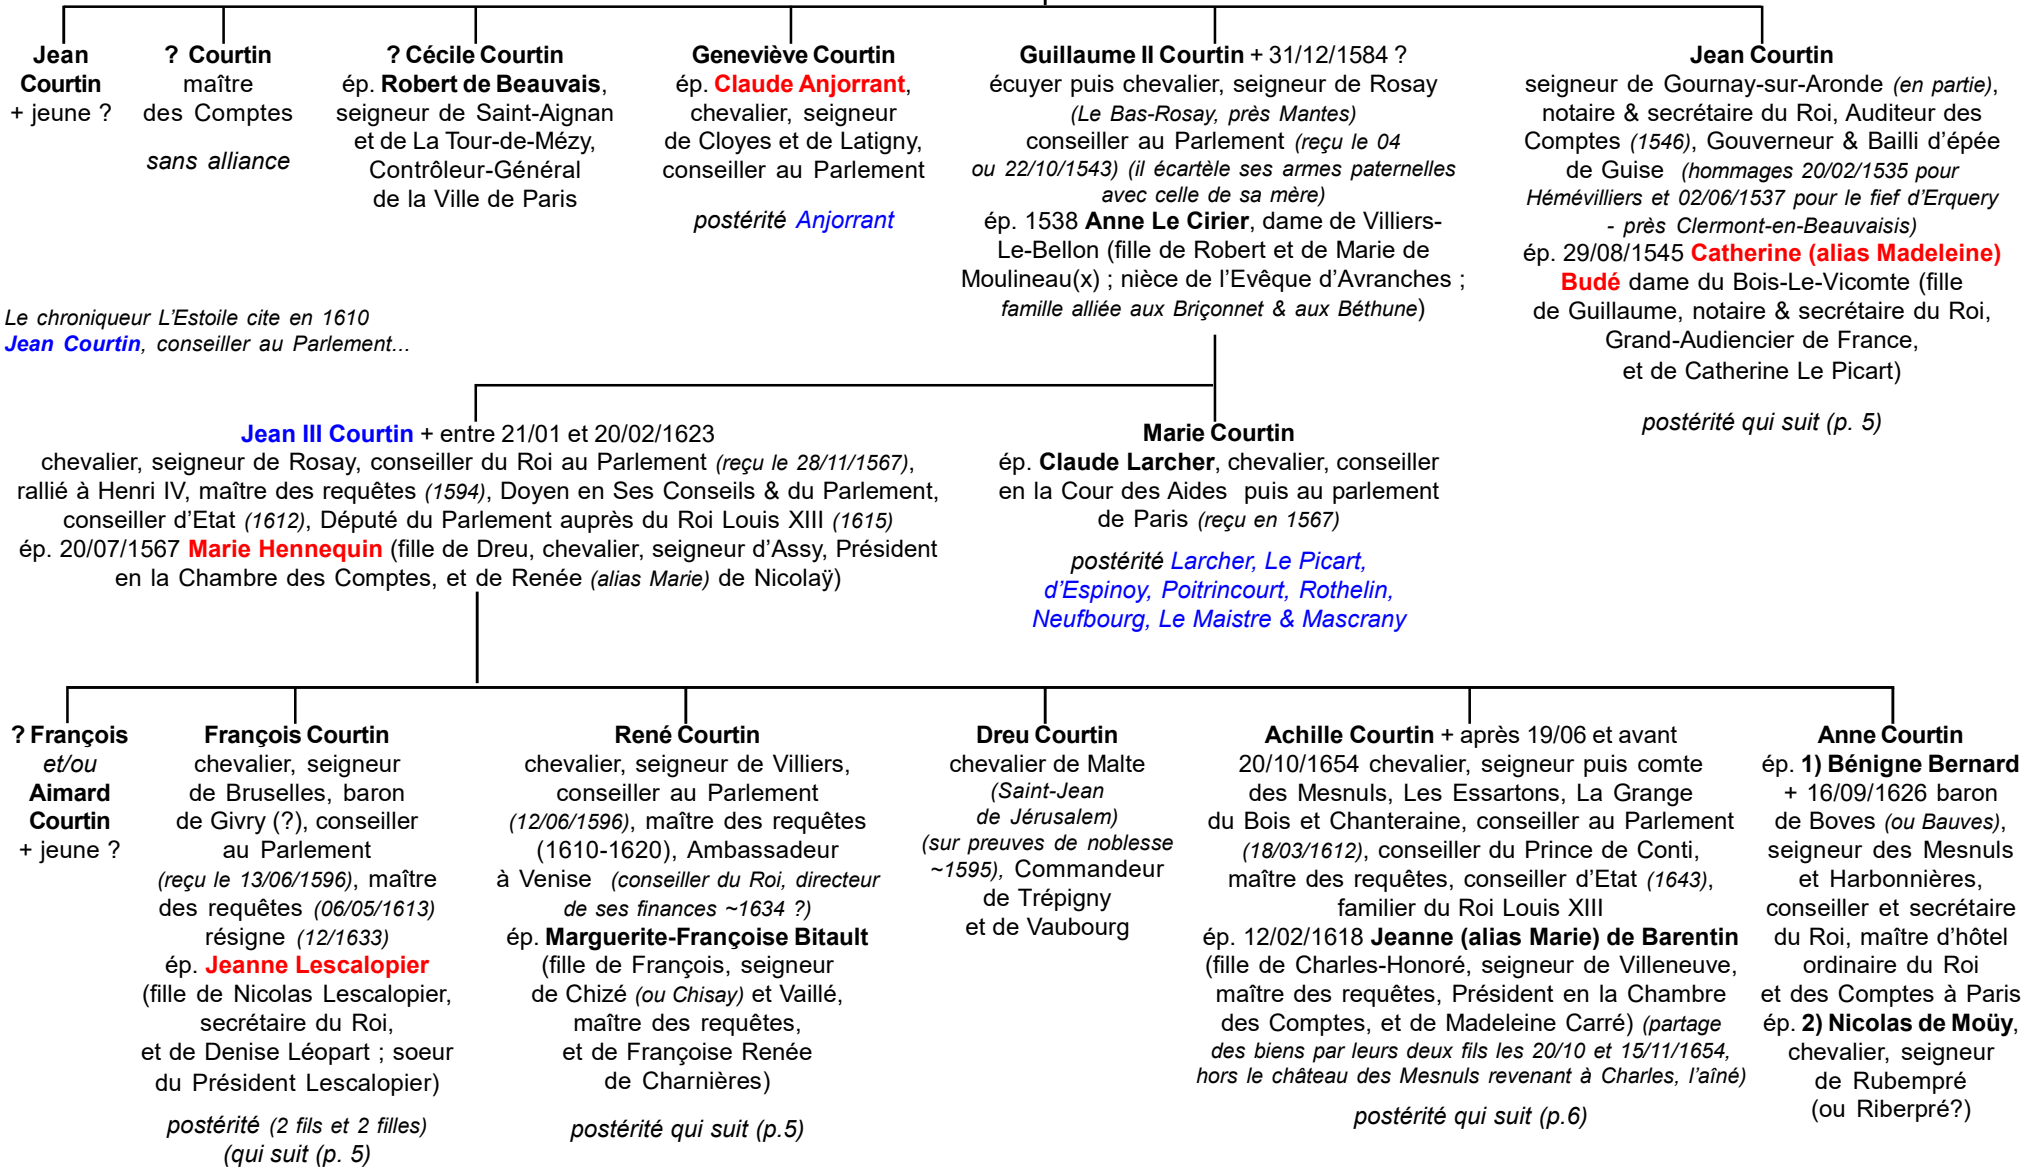 Jean
Courtin
+ jeune ?
? Courtin
maître
des Comptes
sans alliance
? Cécile Courtin
ép. Robert de Beauvais,
seigneur de Saint-Aignan
et de La Tour-de-Mézy,
Contrôleur-Général
de la Ville de Paris
Geneviève Courtin
ép. Claude Anjorrant,
chevalier, seigneur
de Cloyes et de Latigny,
conseiller au Parlement
postérité Anjorrant
Guillaume II Courtin + 31/12/1584 ?
écuyer puis chevalier, seigneur de Rosay
(Le Bas-Rosay, près Mantes)
conseiller au Parlement (reçu le 04
ou 22/10/1543) (il écartèle ses armes paternelles
avec celle de sa mère)
ép. 1538 Anne Le Cirier, dame de Villiers-
Le-Bellon (fille de Robert et de Marie de
Moulineau(x) ; nièce de l'Evêque d'Avranches ;
famille alliée aux Briçonnet & aux Béthune)
Jean Courtin
seigneur de Gournay-sur-Aronde (en partie),
notaire & secrétaire du Roi, Auditeur des
Comptes (1546), Gouverneur & Bailli d'épée
de Guise (hommages 20/02/1535 pour
Hémévilliers et 02/06/1537 pour le fief d'Erquery
- près Clermont-en-Beauvaisis)
ép. 29/08/1545 Catherine (alias Madeleine)
Budé dame du Bois-Le-Vicomte (fille
de Guillaume, notaire & secrétaire du Roi,
Grand-Audiencier de France,
et de Catherine Le Picart)
postérité qui suit (p. 5)
Le chroniqueur L'Estoile cite en 1610
Jean Courtin, conseiller au Parlement...
Jean III Courtin + entre 21/01 et 20/02/1623
chevalier, seigneur de Rosay, conseiller du Roi au Parlement (reçu le 28/11/1567),
rallié à Henri IV, maître des requêtes (1594), Doyen en Ses Conseils & du Parlement,
conseiller d'Etat (1612), Député du Parlement auprès du Roi Louis XIII (1615)
ép. 20/07/1567 Marie Hennequin (fille de Dreu, chevalier, seigneur d'Assy, Président
en la Chambre des Comptes, et de Renée (alias Marie) de Nicolaÿ)
Marie Courtin
ép. Claude Larcher, chevalier, conseiller
en la Cour des Aides puis au parlement
de Paris (reçu en 1567)
postérité Larcher, Le Picart,
d'Espinoy, Poitrincourt, Rothelin,
Neufbourg, Le Maistre & Mascrany
? François
et/ou
Aimard
Courtin
+ jeune ?
François Courtin
chevalier, seigneur
de Bruselles, baron
de Givry (?), conseiller
au Parlement
(reçu le 13/06/1596), maître
des requêtes (06/05/1613)
résigne (12/1633)
ép. Jeanne Lescalopier
(fille de Nicolas Lescalopier,
secrétaire du Roi,
et de Denise Léopart ; soeur
du Président Lescalopier)
postérité (2 fils et 2 filles)
(qui suit (p. 5)
René Courtin
chevalier, seigneur de Villiers,
conseiller au Parlement
(12/06/1596), maître des requêtes
(1610-1620), Ambassadeur
à Venise (conseiller du Roi, directeur
de ses finances ~1634 ?)
ép. Marguerite-Françoise Bitault
(fille de François, seigneur
de Chizé (ou Chisay) et Vaillé,
maître des requêtes,
et de Françoise Renée
de Charnières)
postérité qui suit (p.5)
Dreu Courtin
chevalier de Malte
(Saint-Jean
de Jérusalem)
(sur preuves de noblesse
~1595), Commandeur
de Trépigny
et de Vaubourg
Achille Courtin + après 19/06 et avant
20/10/1654 chevalier, seigneur puis comte
des Mesnuls, Les Essartons, La Grange
du Bois et Chanteraine, conseiller au Parlement
(18/03/1612), conseiller du Prince de Conti,
maître des requêtes, conseiller d'Etat (1643),
familier du Roi Louis XIII
ép. 12/02/1618 Jeanne (alias Marie) de Barentin
(fille de Charles-Honoré, seigneur de Villeneuve,
maître des requêtes, Président en la Chambre
des Comptes, et de Madeleine Carré) (partage
des biens par leurs deux fils les 20/10 et 15/11/1654,
hors le château des Mesnuls revenant à Charles, l'aîné)
postérité qui suit (p.6)
Anne Courtin
ép. 1) Bénigne Bernard
+ 16/09/1626 baron
de Boves (ou Bauves),
seigneur des Mesnuls
et Harbonnières,
conseiller et secrétaire
du Roi, maître d'hôtel
ordinaire du Roi
et des Comptes à Paris
ép. 2) Nicolas de Moüy,
chevalier, seigneur
de Rubempré
(ou Riberpré?)